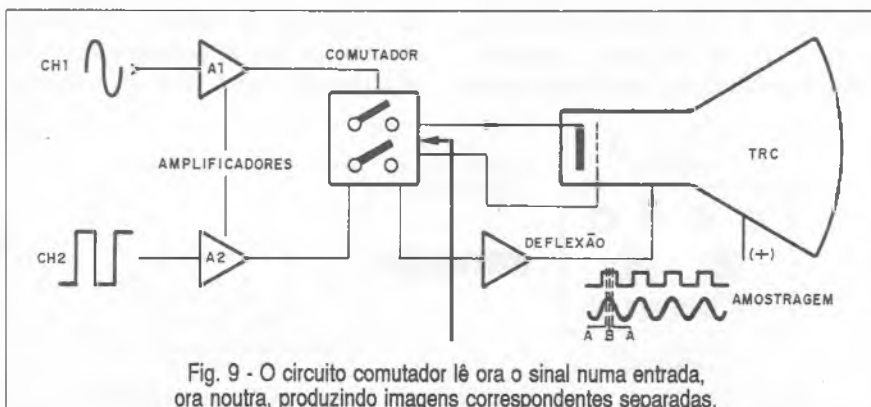 CH1
A1
COMUTADOR
AMPLIFICADORES
TRC
CH2
A2
DEFLEXÃO
(+)
AMOSTRAGEM
A B A
Fig. 9 - O circuito comutador lê ora o sinal numa entrada,
ora noutra, produzindo imagens correspondentes separadas.